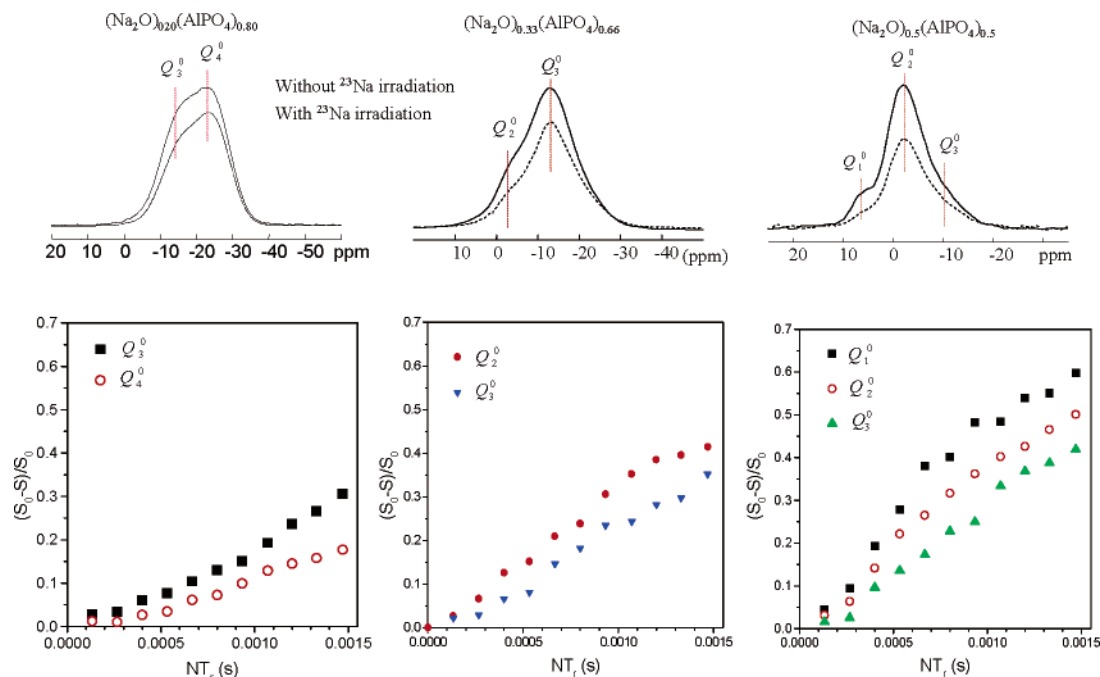 (Na₂O)₀₂₀(AlPO₄)₀.₈₀
Q₃⁰
Q₄⁰
20 10 0 -10 -20 -30 -40 -50 ppm
Without ²³Na irradiation
With ²³Na irradiation
(Na₂O)₀.₃₃(AlPO₄)₀.₆₆
Q₃⁰
Q₂⁰
10 0 -10 -20 -30 -40 (ppm)
(Na₂O)₀.₅(AlPO₄)₀.₅
Q₂⁰
Q₁⁰
Q₃⁰
20 10 0 -10 -20 ppm
0.7
0.6
0.5
0.4
0.3
0.2
0.1
0.0
(S₀-S)/S₀
Q₃⁰
Q₄⁰
0.0000 0.0005 0.0010 0.0015
NTᵣ (s)
0.7
0.6
0.5
0.4
0.3
0.2
0.1
0.0
(S₀-S)/S₀
Q₂⁰
Q₃⁰
0.0000 0.0005 0.0010 0.0015
NTᵣ (s)
0.7
0.6
0.5
0.4
0.3
0.2
0.1
0.0
(S₀-S)/S₀
Q₁⁰
Q₂⁰
Q₃⁰
0.0000 0.0005 0.0010 0.0015
NTᵣ (s)